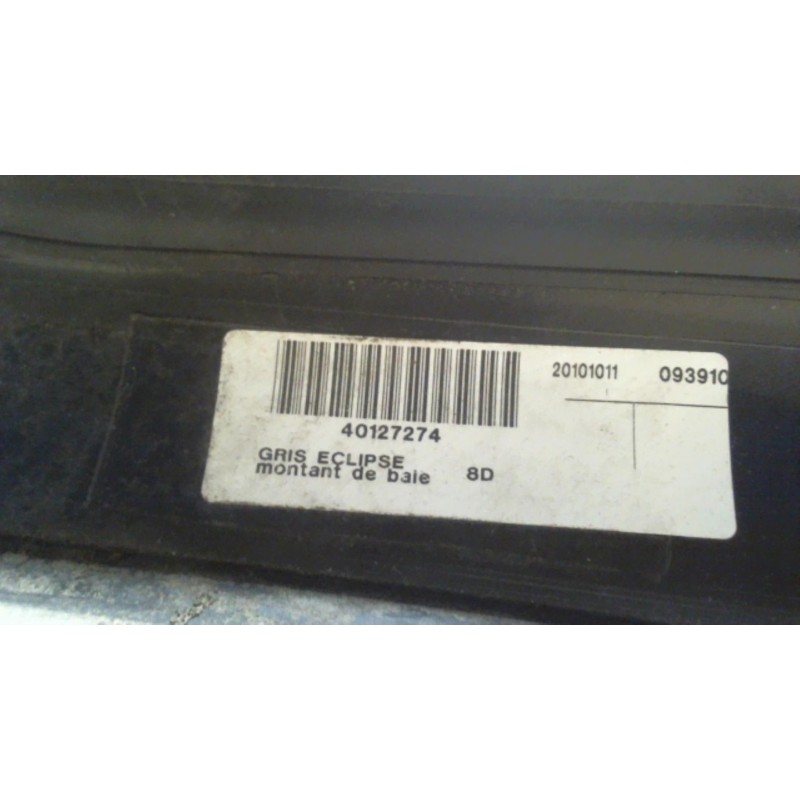 20101011 093910
40127274
GRIS ECLIPSE
montant de baie 8D